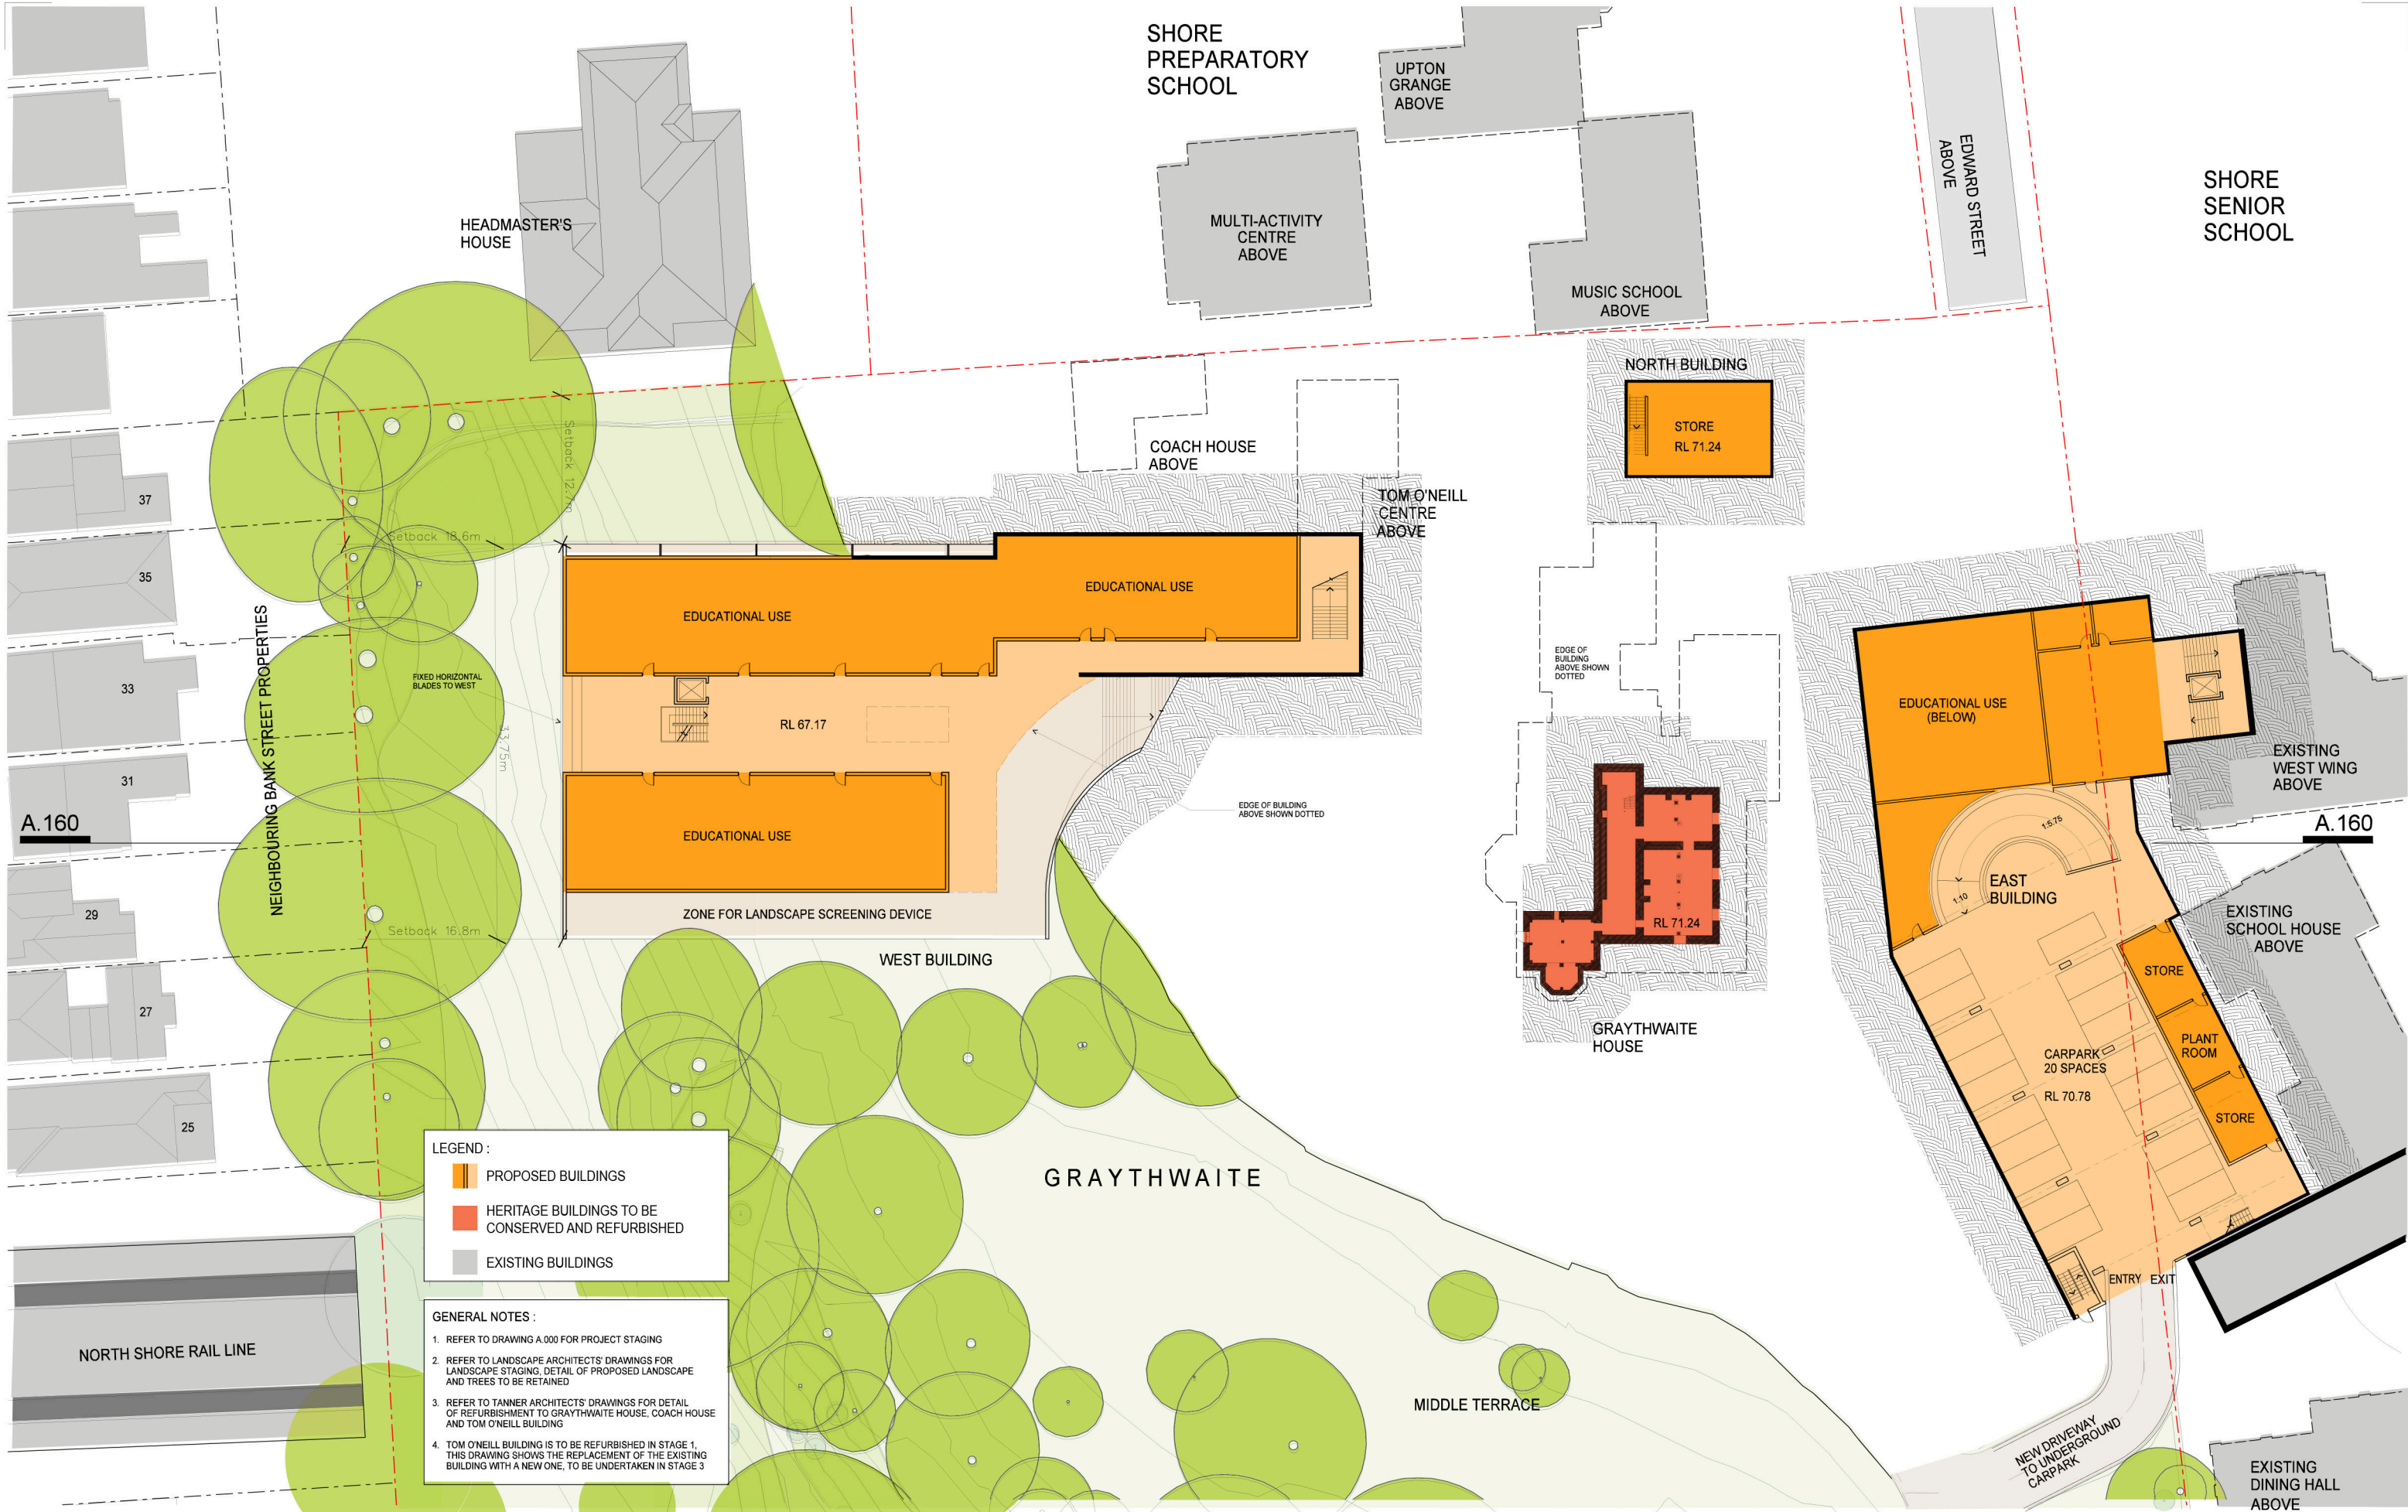 SHORE
PREPARATORY
SCHOOL
UPTON
GRANGE
ABOVE
EDWARD STREET
ABOVE
SHORE
SENIOR
SCHOOL
HEADMASTER'S
HOUSE
MULTI-ACTIVITY
CENTRE
ABOVE
MUSIC SCHOOL
ABOVE
NORTH BUILDING
STORE
RL 71.24
COACH HOUSE
ABOVE
TOM O'NEILL
CENTRE
ABOVE
Setback 12.7m
Setback 18.6m
37
35
33
31
29
27
25
NEIGHBOURING BANK STREET PROPERTIES
FIXED HORIZONTAL
BLADES TO WEST
33.75m
EDUCATIONAL USE
EDUCATIONAL USE
RL 67.17
EDUCATIONAL USE
ZONE FOR LANDSCAPE SCREENING DEVICE
Setback 16.8m
WEST BUILDING
EDGE OF BUILDING
ABOVE SHOWN DOTTED
EDGE OF
BUILDING
ABOVE SHOWN
DOTTED
RL 71.24
GRAYTHWAITE
HOUSE
EDUCATIONAL USE
(BELOW)
EXISTING
WEST WING
ABOVE
A.160
A.160
1:5.75
1:10
EAST
BUILDING
EXISTING
SCHOOL HOUSE
ABOVE
STORE
PLANT
ROOM
STORE
CARPARK
20 SPACES
RL 70.78
ENTRY EXIT
GRAYTHWAITE
MIDDLE TERRACE
NEW DRIVEWAY
TO UNDERGROUND
CARPARK
EXISTING
DINING HALL
ABOVE
NORTH SHORE RAIL LINE
LEGEND :
PROPOSED BUILDINGS
HERITAGE BUILDINGS TO BE
CONSERVED AND REFURBISHED
EXISTING BUILDINGS
GENERAL NOTES :
1. REFER TO DRAWING A.000 FOR PROJECT STAGING
2. REFER TO LANDSCAPE ARCHITECTS' DRAWINGS FOR
LANDSCAPE STAGING, DETAIL OF PROPOSED LANDSCAPE
AND TREES TO BE RETAINED
3. REFER TO TANNER ARCHITECTS' DRAWINGS FOR DETAIL
OF REFURBISHMENT TO GRAYTHWAITE HOUSE, COACH HOUSE
AND TOM O'NEILL BUILDING
4. TOM O'NEILL BUILDING IS TO BE REFURBISHED IN STAGE 1,
THIS DRAWING SHOWS THE REPLACEMENT OF THE EXISTING
BUILDING WITH A NEW ONE, TO BE UNDERTAKEN IN STAGE 3